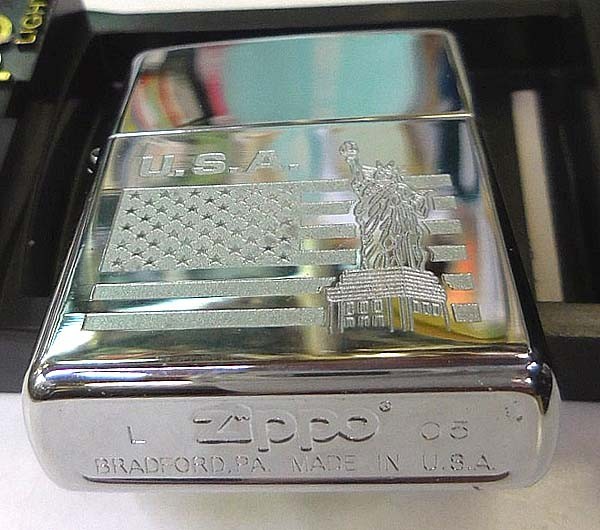 U.S.A.
L Zippo® 05
BRADFORD, PA. MADE IN U.S.A.